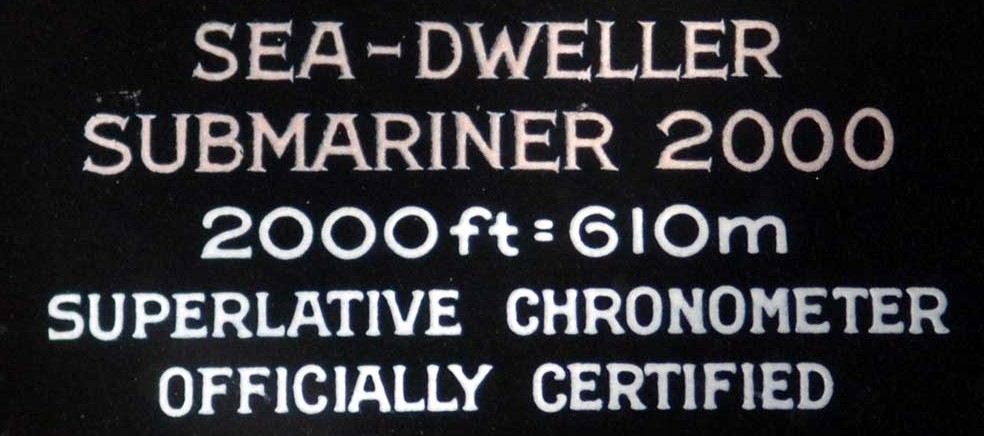 SEA-DWELLER
SUBMARINER 2000
2000ft=610m
SUPERLATIVE CHRONOMETER
OFFICIALLY CERTIFIED